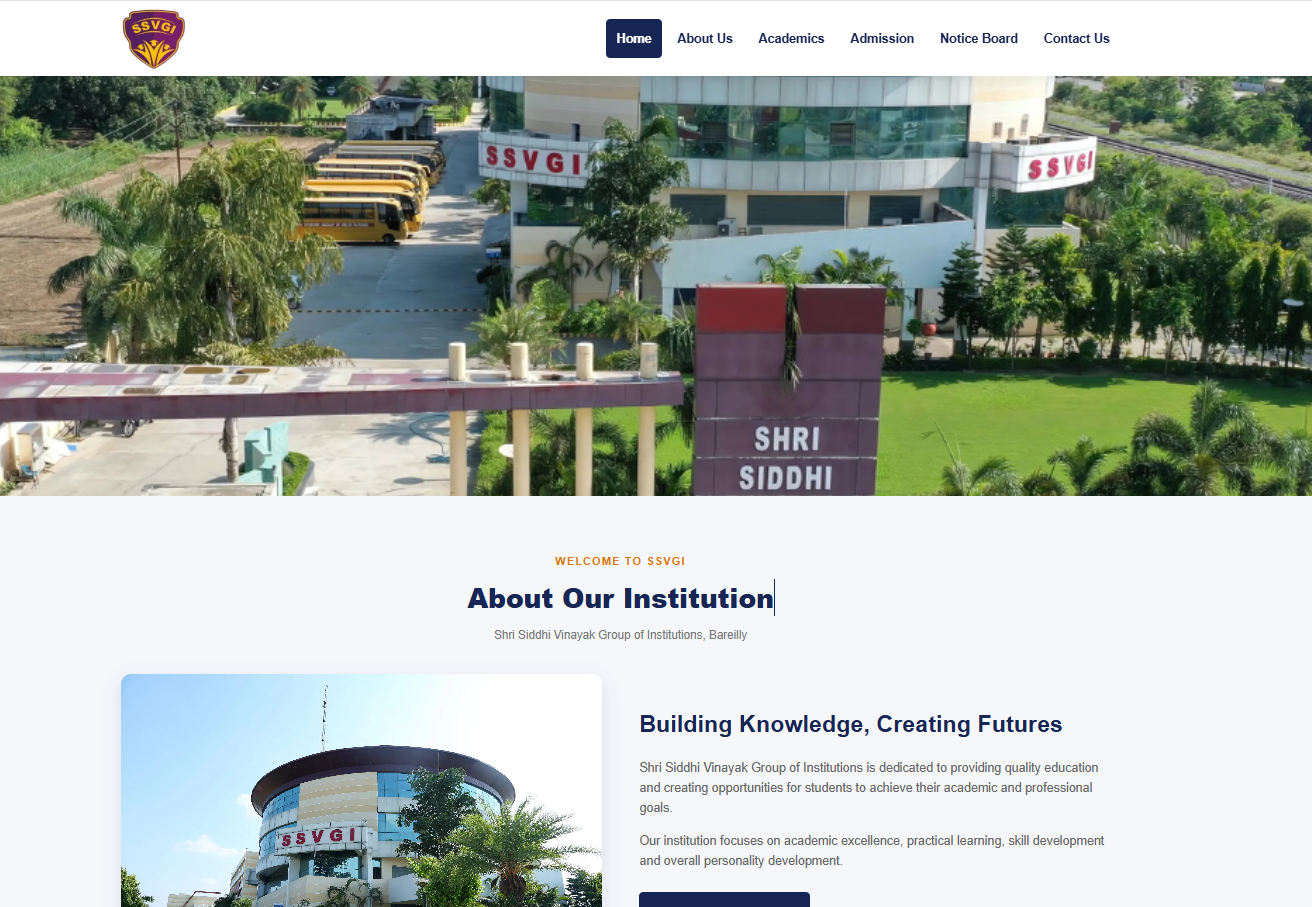 SSVGI
Home About Us Academics Admission Notice Board Contact Us
SSVGI
SSVGI
SHRI
SIDDHI
WELCOME TO SSVGI
About Our Institution
Shri Siddhi Vinayak Group of Institutions, Bareilly
SSVGI
Building Knowledge, Creating Futures
Shri Siddhi Vinayak Group of Institutions is dedicated to providing quality education
and creating opportunities for students to achieve their academic and professional
goals.
Our institution focuses on academic excellence, practical learning, skill development
and overall personality development.